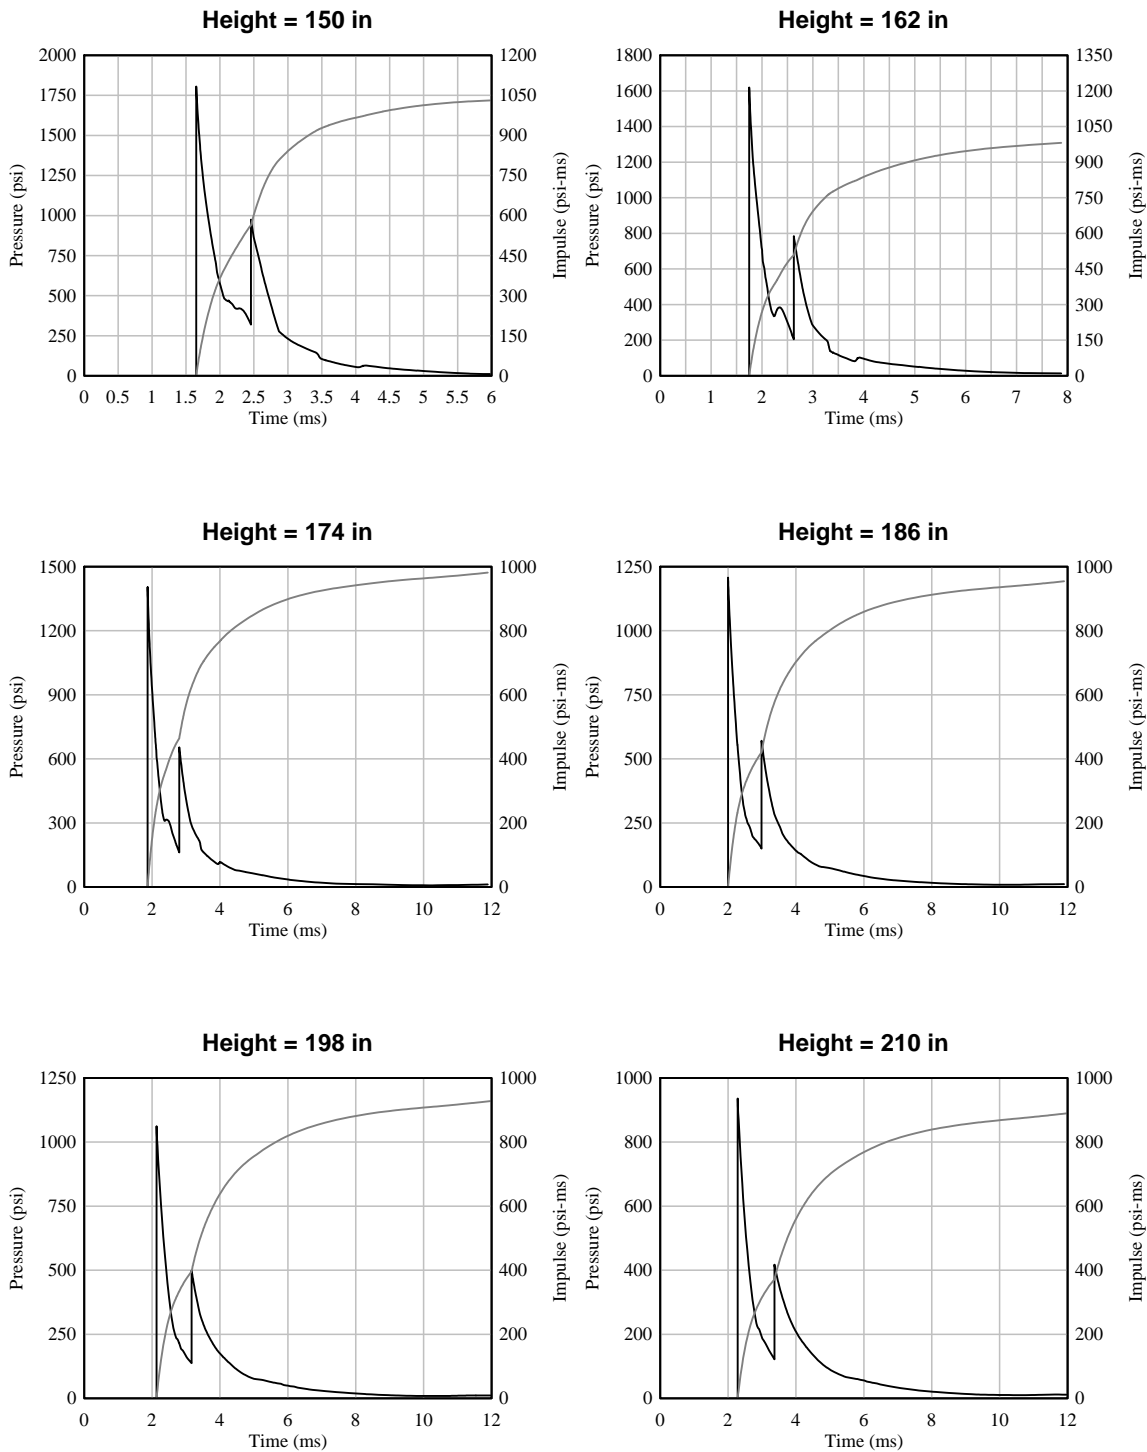 Height = 150 in
2000
1750
1500
1250
1000
750
500
250
0
Pressure (psi)
1200
1050
900
750
600
450
300
150
0
Impulse (psi-ms)
0 0.5 1 1.5 2 2.5 3 3.5 4 4.5 5 5.5 6
Time (ms)
Height = 162 in
1800
1600
1400
1200
1000
800
600
400
200
0
Pressure (psi)
1350
1200
1050
900
750
600
450
300
150
0
Impulse (psi-ms)
0 1 2 3 4 5 6 7 8
Time (ms)
Height = 174 in
1500
1200
900
600
300
0
Pressure (psi)
1000
800
600
400
200
0
Impulse (psi-ms)
0 2 4 6 8 10 12
Time (ms)
Height = 186 in
1250
1000
750
500
250
0
Pressure (psi)
1000
800
600
400
200
0
Impulse (psi-ms)
0 2 4 6 8 10 12
Time (ms)
Height = 198 in
1250
1000
750
500
250
0
Pressure (psi)
1000
800
600
400
200
0
Impulse (psi-ms)
0 2 4 6 8 10 12
Time (ms)
Height = 210 in
1000
800
600
400
200
0
Pressure (psi)
1000
800
600
400
200
0
Impulse (psi-ms)
0 2 4 6 8 10 12
Time (ms)